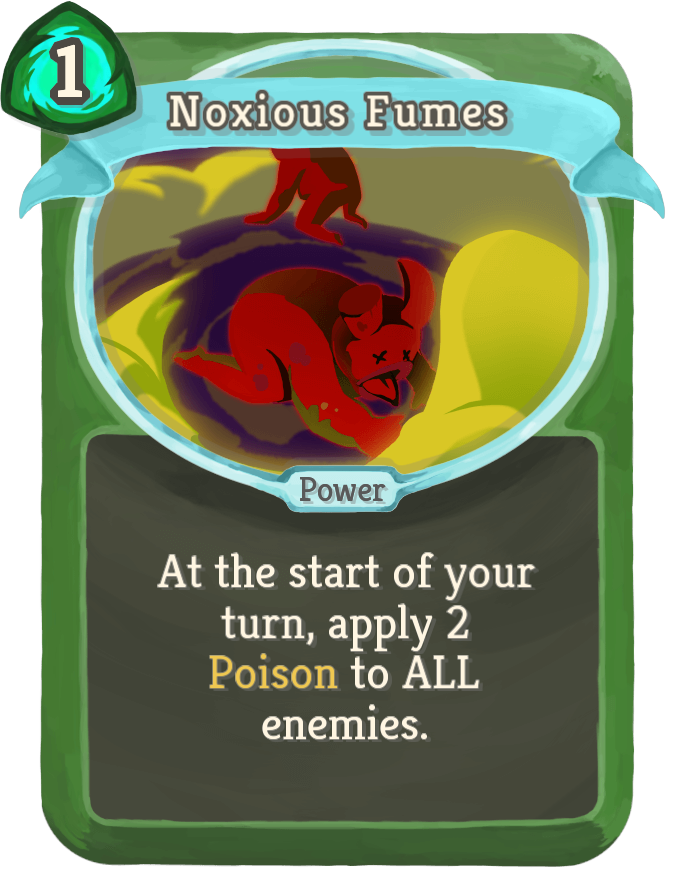 1
Noxious Fumes
Power
At the start of your
turn, apply 2
Poison to ALL
enemies.